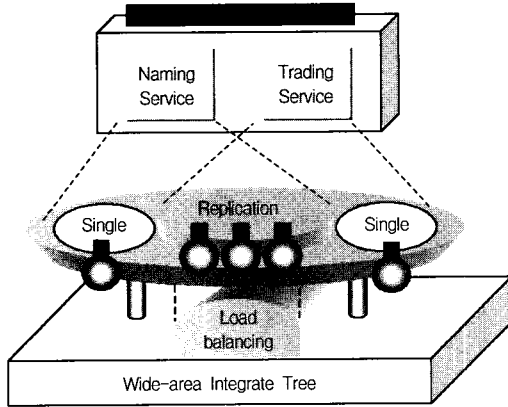 Naming
Service
Trading
Service
Single
Replication
Single
Load
balancing
Wide-area Integrate Tree